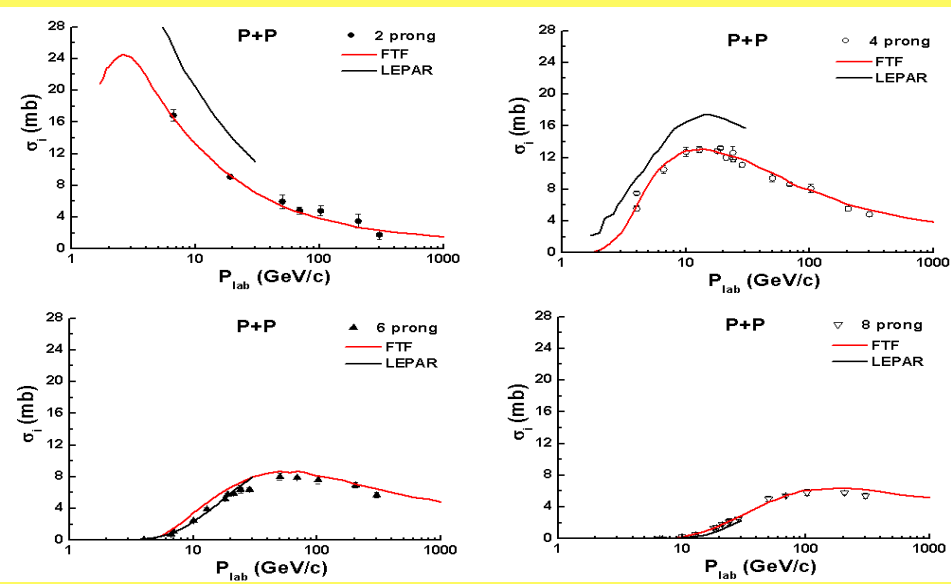 28
24
20
16
12
8
4
0
σi (mb)
P+P
2 prong
FTF
LEPAR
1 10 100 1000
Plab (GeV/c)
28
24
20
16
12
8
4
0
σi (mb)
P+P
4 prong
FTF
LEPAR
1 10 100 1000
Plab (GeV/c)
28
24
20
16
12
8
4
0
σi (mb)
P+P
6 prong
FTF
LEPAR
1 10 100 1000
Plab (GeV/c)
28
24
20
16
12
8
4
0
σi (mb)
P+P
8 prong
FTF
LEPAR
1 10 100 1000
Plab (GeV/c)